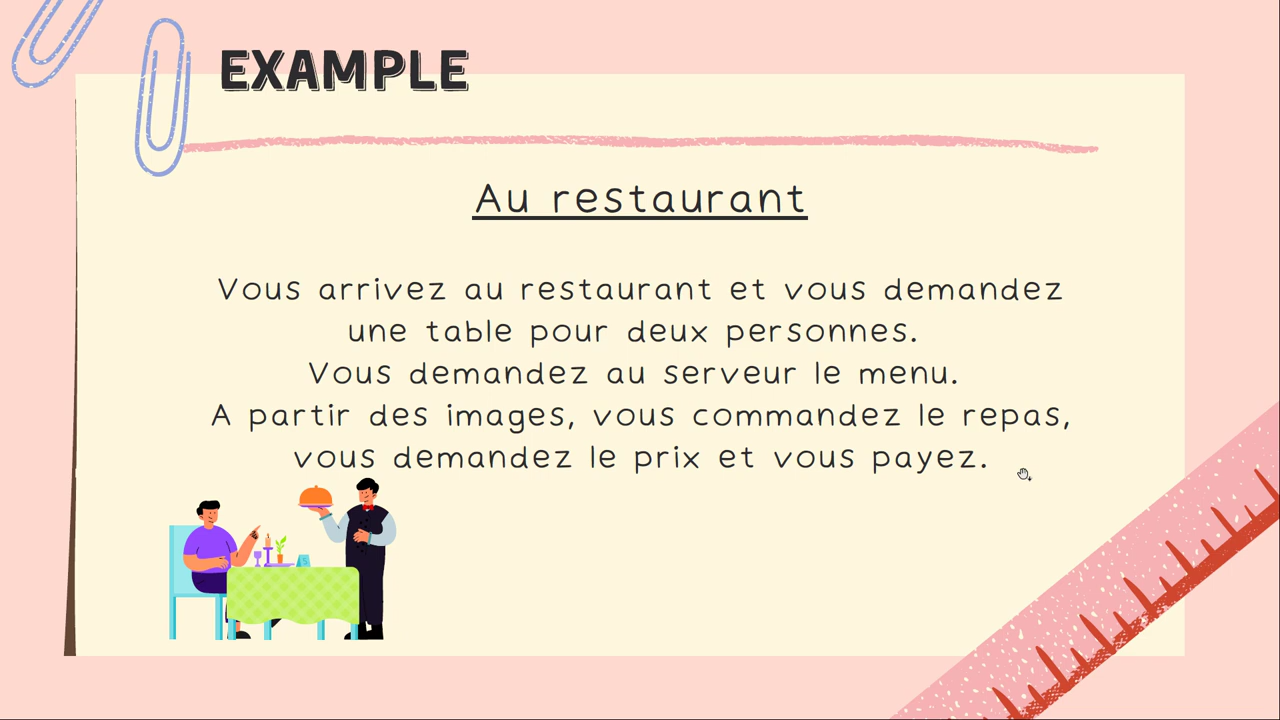 EXAMPLE
Au restaurant
Vous arrivez au restaurant et vous demandez
une table pour deux personnes.
Vous demandez au serveur le menu.
A partir des images, vous commandez le repas,
vous demandez le prix et vous payez.